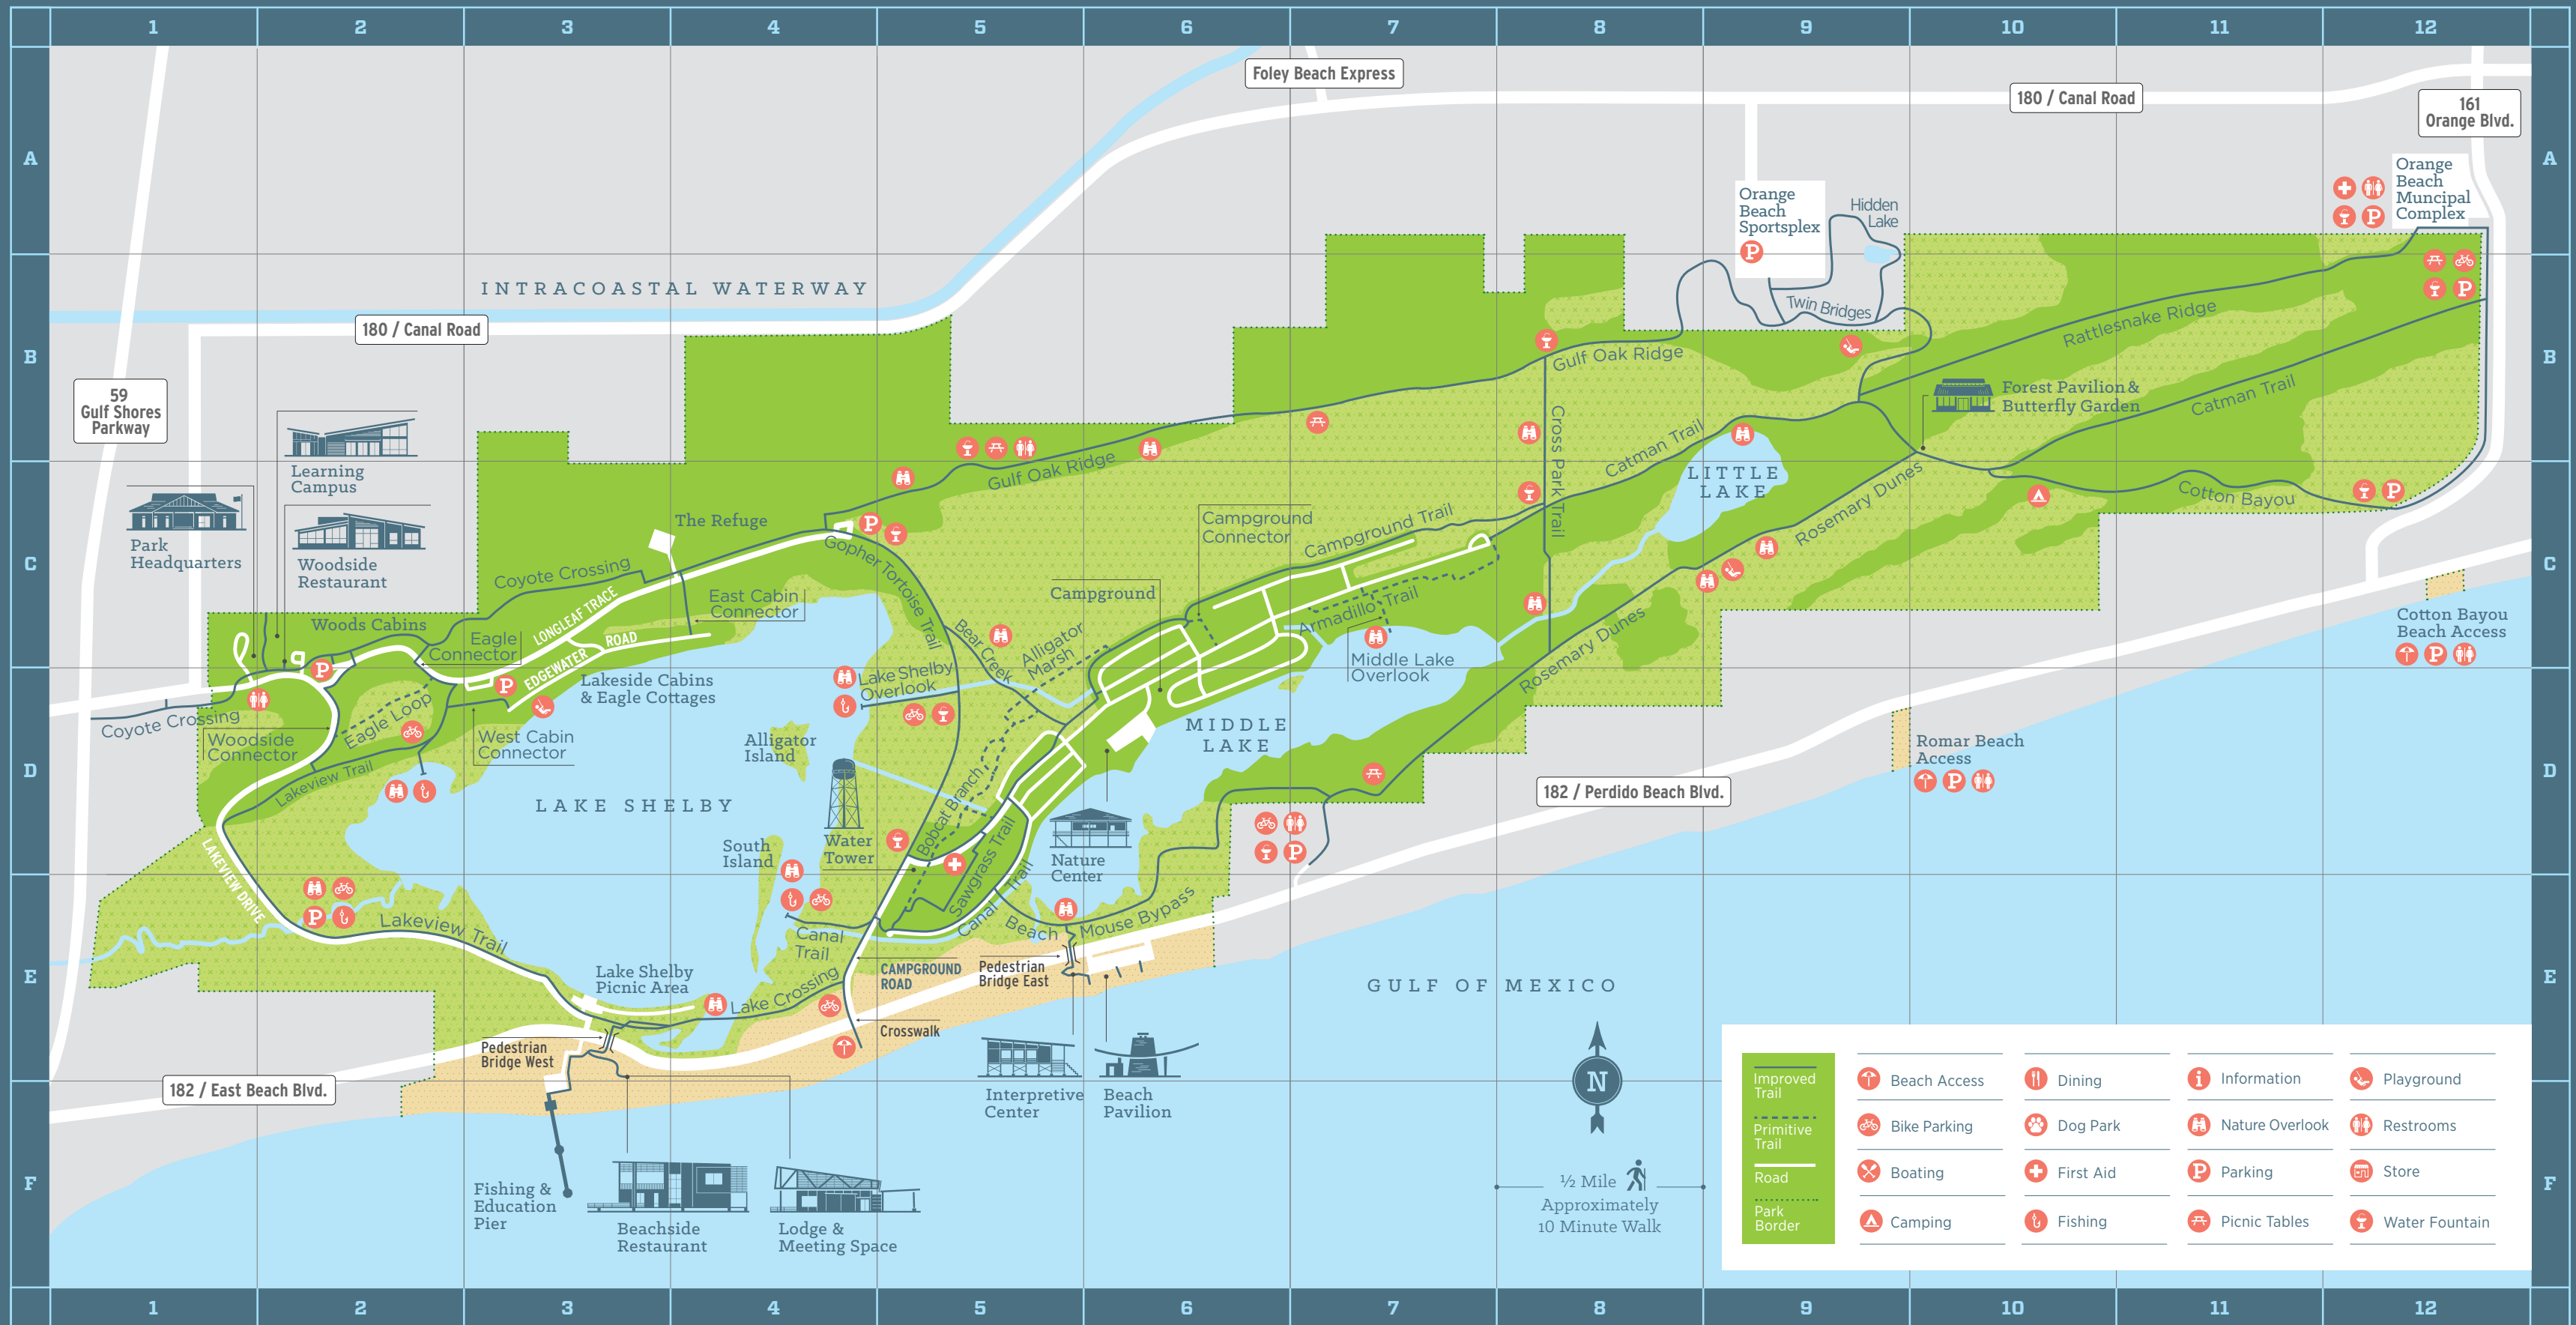 1 2 3 4 5 6 7 8 9 10 11 12
A
B
C
D
E
F
A
B
C
D
E
F
Foley Beach Express
180 / Canal Road
161
Orange Blvd.
Orange
Beach
Muncipal
Complex
Orange
Beach
Sportsplex
P
Hidden
Lake
P
P
Twin Bridges
INTRACOASTAL WATERWAY
180 / Canal Road
59
Gulf Shores
Parkway
Gulf Oak Ridge
Rattlesnake Ridge
Catman Trail
Forest Pavilion &
Butterfly Garden
Cross Park Trail
Catman Trail
LITTLE
LAKE
Learning
Campus
Park
Headquarters
Woodside
Restaurant
Gulf Oak Ridge
Rosemary Dunes
Cotton Bayou
P
The Refuge
P
Gopher Tortoise Trail
Coyote Crossing
LONGLEAF TRACE
EDGEWATER ROAD
East Cabin
Connector
Campground
Connector
Campground Trail
Campground
Armadillo Trail
Middle Lake
Overlook
Rosemary Dunes
Woods Cabins
Eagle
Connector
P
P
Lakeside Cabins
& Eagle Cottages
Bear Creek
Alligator
Marsh
Lake Shelby
Overlook
Cotton Bayou
Beach Access
P
Coyote Crossing
Woodside
Connector
Eagle Loop
West Cabin
Connector
Lakeview Trail
Alligator
Island
MIDDLE
LAKE
Romar Beach
Access
P
182 / Perdido Beach Blvd.
LAKE SHELBY
Water
Tower
South
Island
Bobcat Branch
Sawgrass Trail
Nature
Center
P
LAKEVIEW DRIVE
P
Lakeview Trail
Canal
Trail
Canal Trail
Beach Mouse Bypass
Lake Shelby
Picnic Area
Lake Crossing
CAMPGROUND
ROAD
Pedestrian
Bridge East
Crosswalk
GULF OF MEXICO
Pedestrian
Bridge West
182 / East Beach Blvd.
Interpretive
Center
Beach
Pavilion
Fishing &
Education
Pier
Beachside
Restaurant
Lodge &
Meeting Space
N
½ Mile
Approximately
10 Minute Walk
Improved
Trail
Primitive
Trail
Road
Park
Border
Beach Access
Dining
i Information
Playground
Bike Parking
Dog Park
Nature Overlook
Restrooms
Boating
First Aid
P Parking
Store
Camping
Fishing
Picnic Tables
Water Fountain
1 2 3 4 5 6 7 8 9 10 11 12